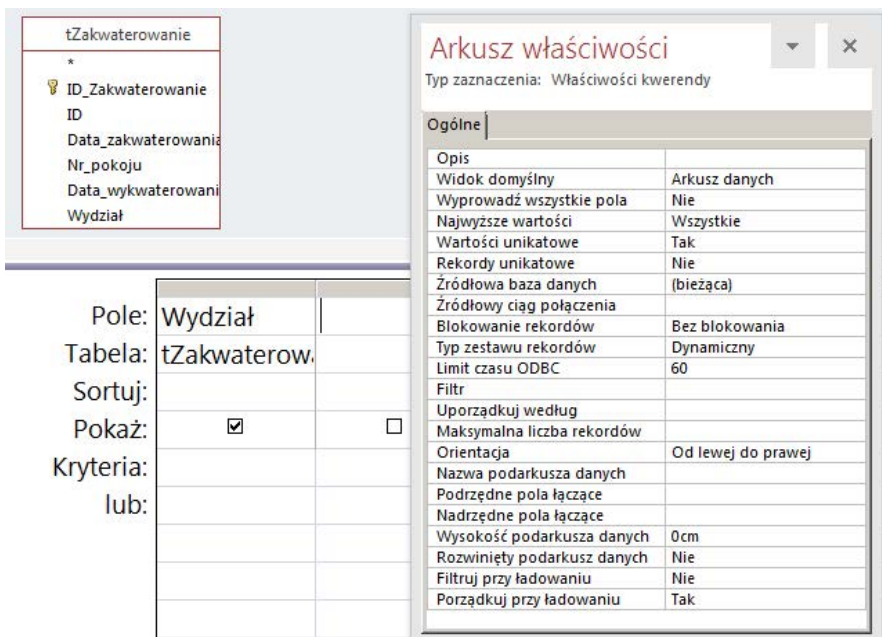 tZakwaterowanie
*
ID_Zakwaterowanie
ID
Data_zakwaterowania
Nr_pokoju
Data_wykwaterowani
Wydział
Pole: Wydział
Tabela: tZakwaterow
Sortuj:
Pokaż:
Kryteria:
lub:
Arkusz właściwości
Typ zaznaczenia: Właściwości kwerendy
Ogólne
Opis
Widok domyślny Arkusz danych
Wyprowadź wszystkie pola Nie
Najwyższe wartości Wszystkie
Wartości unikatowe Tak
Rekordy unikatowe Nie
Źródłowa baza danych (bieżąca)
Źródłowy ciąg połączenia
Blokowanie rekordów Bez blokowania
Typ zestawu rekordów Dynamiczny
Limit czasu ODBC 60
Filtr
Uporządkuj według
Maksymalna liczba rekordów
Orientacja Od lewej do prawej
Nazwa podarkusza danych
Podrzędne pola łączące
Nadrzędne pola łączące
Wysokość podarkusza danych 0cm
Rozwinięty podarkusz danych Nie
Filtruj przy ładowaniu Nie
Porządkuj przy ładowaniu Tak